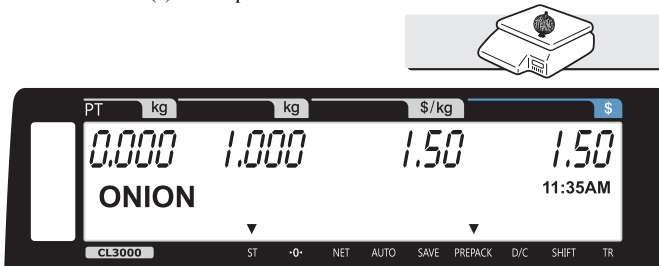 PT kg kg $/kg $
0.000 1.000 1.50 1.50
ONION 11:35AM
▼ ▼
CL3000 ST ▸0◂ NET AUTO SAVE PREPACK D/C SHIFT TR